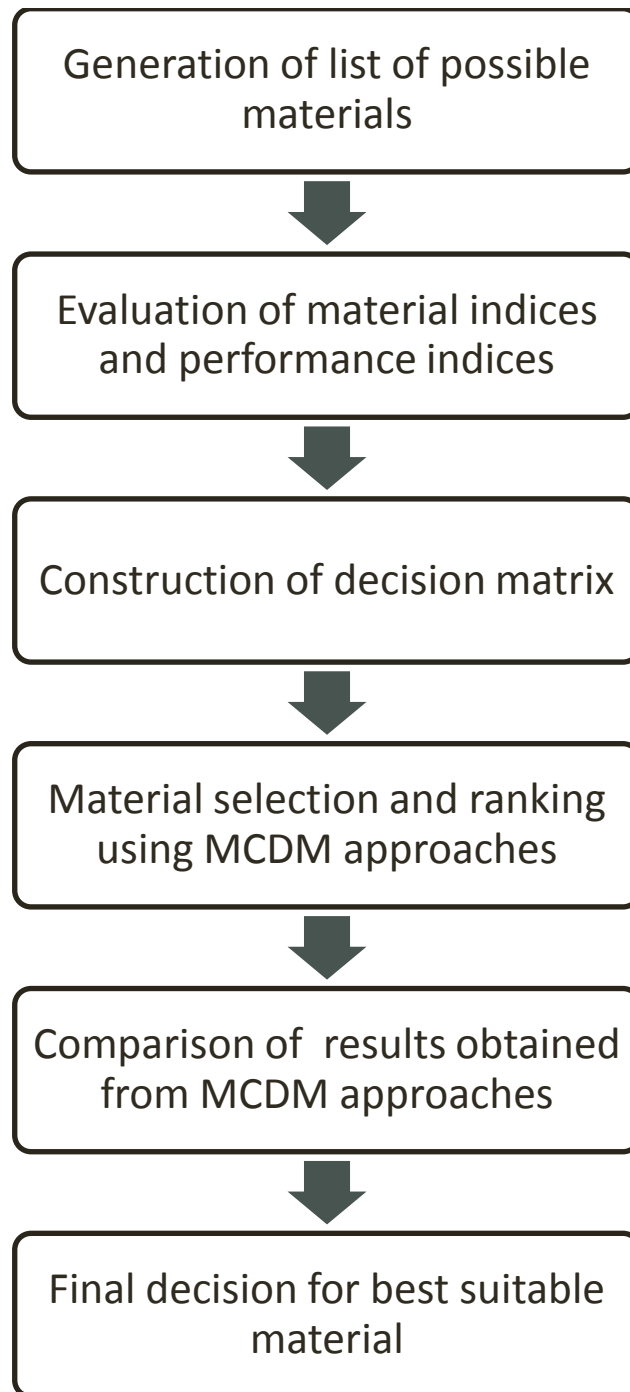 Generation of list of possible
materials
Evaluation of material indices
and performance indices
Construction of decision matrix
Material selection and ranking
using MCDM approaches
Comparison of  results obtained
from MCDM approaches
Final decision for best suitable
material